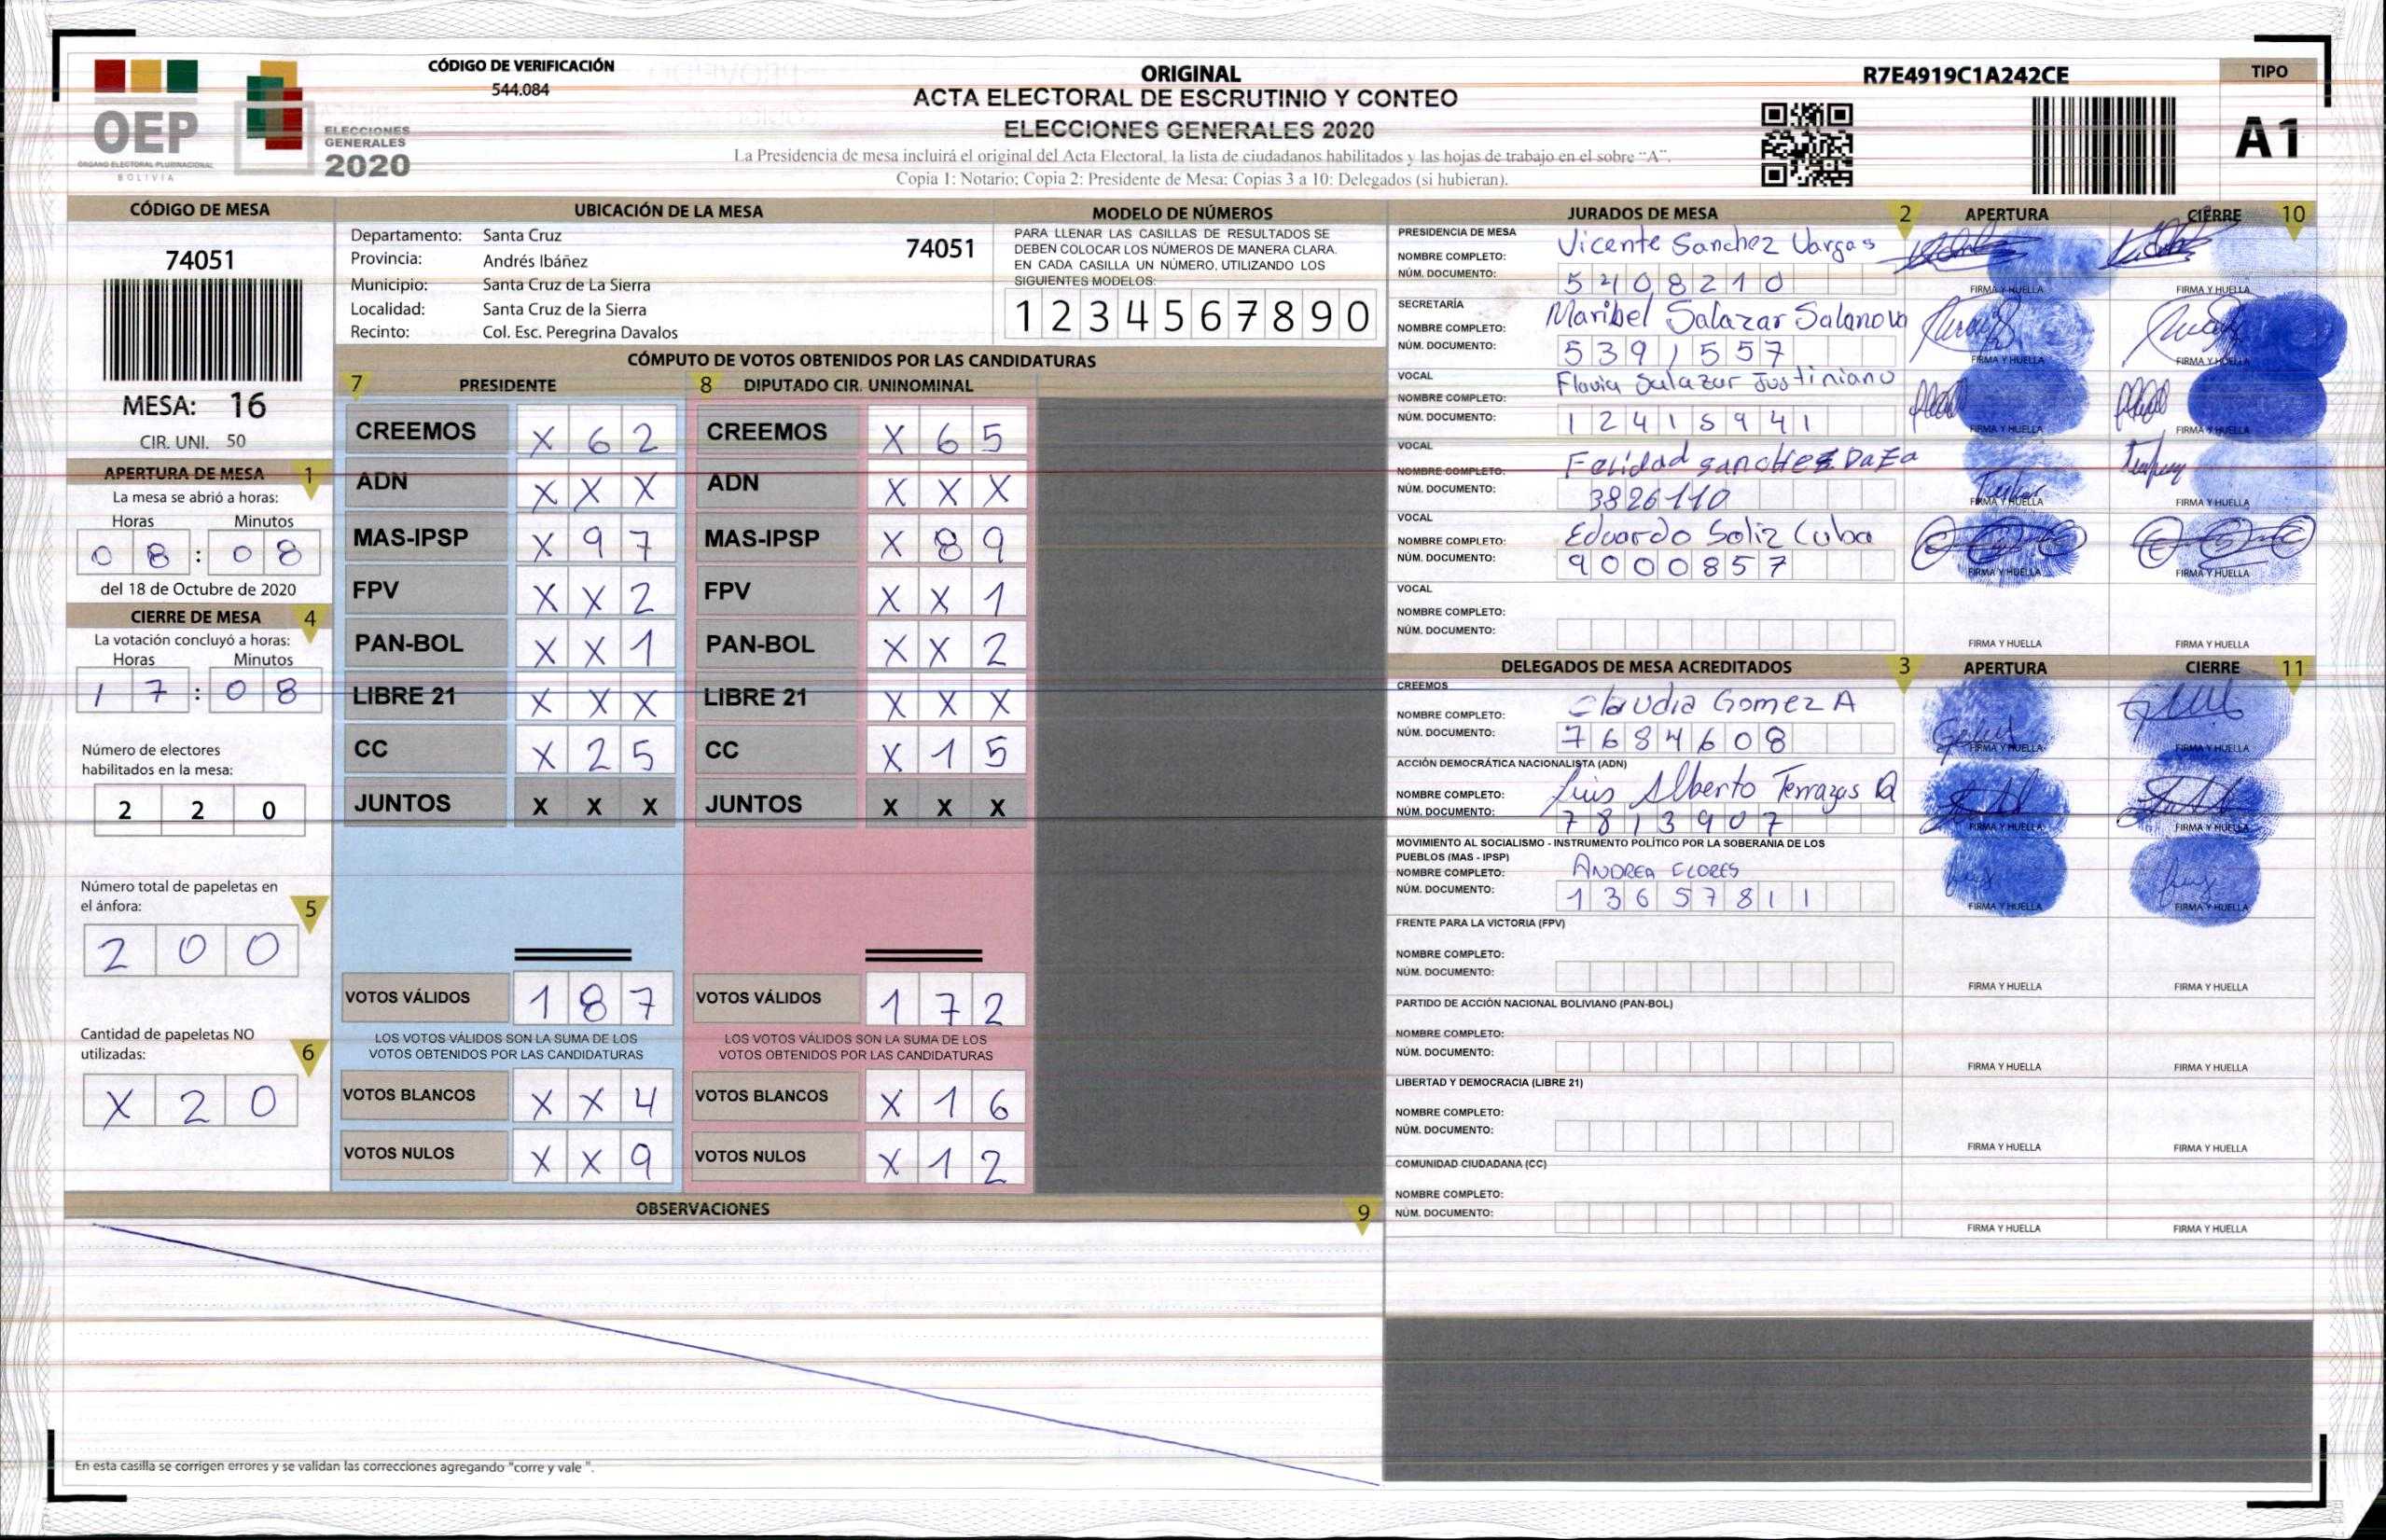 CÓDIGO DE VERIFICACIÓN
544.084
OEP
ÓRGANO ELECTORAL PLURINACIONAL
BOLIVIA
ELECCIONES
GENERALES
2020
ORIGINAL
ACTA ELECTORAL DE ESCRUTINIO Y CONTEO
ELECCIONES GENERALES 2020
La Presidencia de mesa incluirá el original del Acta Electoral, la lista de ciudadanos habilitados y las hojas de trabajo en el sobre "A".
Copia 1: Notario; Copia 2: Presidente de Mesa; Copias 3 a 10: Delegados (si hubieran).
R7E4919C1A242CE
TIPO
A1
CÓDIGO DE MESA
74051
MESA: 16
CIR. UNI. 50
APERTURA DE MESA 1
La mesa se abrió a horas:
Horas Minutos
0 8 : 0 8
del 18 de Octubre de 2020
CIERRE DE MESA 4
La votación concluyó a horas:
Horas Minutos
1 7 : 0 8
Número de electores
habilitados en la mesa:
2 2 0
Número total de papeletas en
el ánfora: 5
2 0 0
Cantidad de papeletas NO
utilizadas: 6
X 2 0
UBICACIÓN DE LA MESA
Departamento: Santa Cruz
74051
Provincia: Andrés Ibáñez
Municipio: Santa Cruz de La Sierra
Localidad: Santa Cruz de la Sierra
Recinto: Col. Esc. Peregrina Davalos
MODELO DE NÚMEROS
PARA LLENAR LAS CASILLAS DE RESULTADOS SE
DEBEN COLOCAR LOS NÚMEROS DE MANERA CLARA.
EN CADA CASILLA UN NÚMERO, UTILIZANDO LOS
SIGUIENTES MODELOS:
1 2 3 4 5 6 7 8 9 0
CÓMPUTO DE VOTOS OBTENIDOS POR LAS CANDIDATURAS
7 PRESIDENTE
CREEMOS X 6 2
ADN X X X
MAS-IPSP X 9 7
FPV X X 2
PAN-BOL X X 1
LIBRE 21 X X X
CC X 2 5
JUNTOS X X X
VOTOS VÁLIDOS 1 8 7
LOS VOTOS VÁLIDOS SON LA SUMA DE LOS
VOTOS OBTENIDOS POR LAS CANDIDATURAS
VOTOS BLANCOS X X 4
VOTOS NULOS X X 9
8 DIPUTADO CIR. UNINOMINAL
CREEMOS X 6 5
ADN X X X
MAS-IPSP X 8 9
FPV X X 1
PAN-BOL X X 2
LIBRE 21 X X X
CC X 1 5
JUNTOS X X X
VOTOS VÁLIDOS 1 7 2
LOS VOTOS VÁLIDOS SON LA SUMA DE LOS
VOTOS OBTENIDOS POR LAS CANDIDATURAS
VOTOS BLANCOS X 1 6
VOTOS NULOS X 1 2
OBSERVACIONES 9
En esta casilla se corrigen errores y se validan las correcciones agregando "corre y vale ".
JURADOS DE MESA 2 APERTURA CIERRE 10
PRESIDENCIA DE MESA
NOMBRE COMPLETO: Vicente Sanchez Vargas
NÚM. DOCUMENTO: 5408210
FIRMA Y HUELLA FIRMA Y HUELLA
SECRETARÍA
NOMBRE COMPLETO: Maribel Salazar Salanova
NÚM. DOCUMENTO: 5391557
FIRMA Y HUELLA FIRMA Y HUELLA
VOCAL
NOMBRE COMPLETO: Flavia Salazar Justiniano
NÚM. DOCUMENTO: 12415941
FIRMA Y HUELLA FIRMA Y HUELLA
VOCAL
NOMBRE COMPLETO: Felidad sanchez Daza
NÚM. DOCUMENTO: 3826110
FIRMA Y HUELLA FIRMA Y HUELLA
VOCAL
NOMBRE COMPLETO: Eduardo Soliz Cuba
NÚM. DOCUMENTO: 9000857
FIRMA Y HUELLA FIRMA Y HUELLA
VOCAL
NOMBRE COMPLETO:
NÚM. DOCUMENTO:
FIRMA Y HUELLA FIRMA Y HUELLA
DELEGADOS DE MESA ACREDITADOS 3 APERTURA CIERRE 11
CREEMOS
NOMBRE COMPLETO: Claudia Gomez A
NÚM. DOCUMENTO: 7684608
FIRMA Y HUELLA FIRMA Y HUELLA
ACCIÓN DEMOCRÁTICA NACIONALISTA (ADN)
NOMBRE COMPLETO: Luis Alberto Terrazas Q
NÚM. DOCUMENTO: 7813907
FIRMA Y HUELLA FIRMA Y HUELLA
MOVIMIENTO AL SOCIALISMO - INSTRUMENTO POLÍTICO POR LA SOBERANIA DE LOS
PUEBLOS (MAS - IPSP)
NOMBRE COMPLETO: ANDREA FLORES
NÚM. DOCUMENTO: 13657811
FIRMA Y HUELLA FIRMA Y HUELLA
FRENTE PARA LA VICTORIA (FPV)
NOMBRE COMPLETO:
NÚM. DOCUMENTO:
FIRMA Y HUELLA FIRMA Y HUELLA
PARTIDO DE ACCIÓN NACIONAL BOLIVIANO (PAN-BOL)
NOMBRE COMPLETO:
NÚM. DOCUMENTO:
FIRMA Y HUELLA FIRMA Y HUELLA
LIBERTAD Y DEMOCRACIA (LIBRE 21)
NOMBRE COMPLETO:
NÚM. DOCUMENTO:
FIRMA Y HUELLA FIRMA Y HUELLA
COMUNIDAD CIUDADANA (CC)
NOMBRE COMPLETO:
NÚM. DOCUMENTO:
FIRMA Y HUELLA FIRMA Y HUELLA